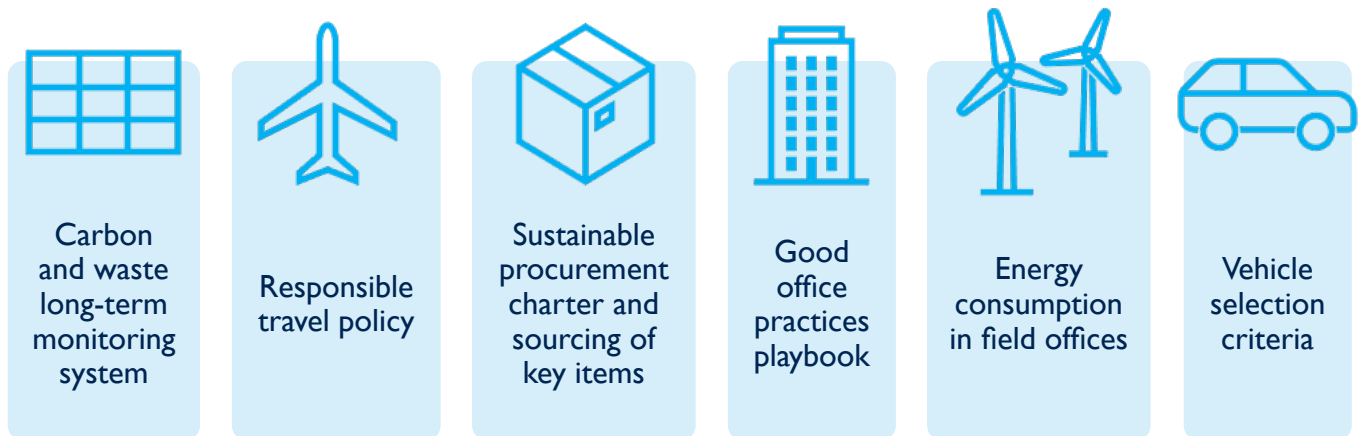 Carbon
and waste
long-term
monitoring
system
Responsible
travel policy
Sustainable
procurement
charter and
sourcing of
key items
Good
office
practices
playbook
Energy
consumption
in field offices
Vehicle
selection
criteria